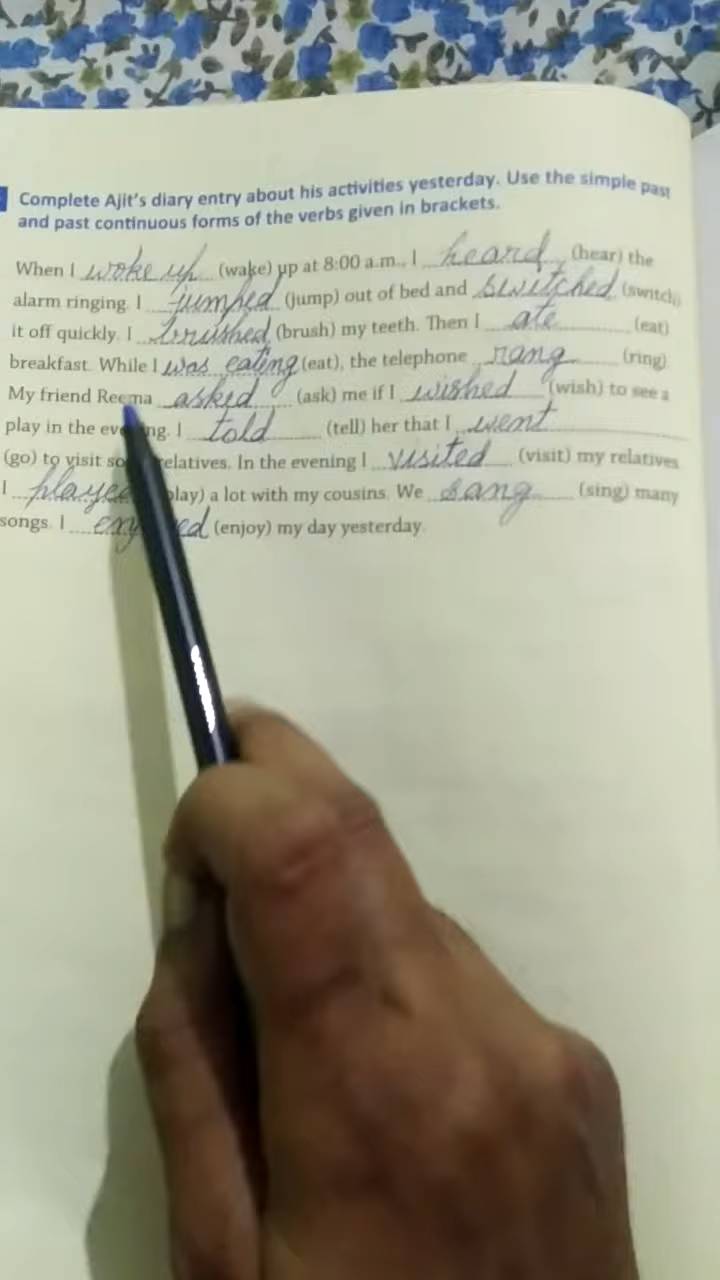 Complete Ajit's diary entry about his activities yesterday. Use the simple past
and past continuous forms of the verbs given in brackets.
When I woke up (wake) up at 8:00 a.m., I heard (hear) the
alarm ringing. I jumped (jump) out of bed and switched (switch)
it off quickly. I brushed (brush) my teeth. Then I ate (eat)
breakfast. While I was eating (eat), the telephone rang (ring)
My friend Reema asked (ask) me if I wished (wish) to see a
play in the evening. I told (tell) her that I went
(go) to visit relatives. In the evening I visited (visit) my relatives
I played play) a lot with my cousins. We sang (sing) many
songs. I enjoyed (enjoy) my day yesterday.